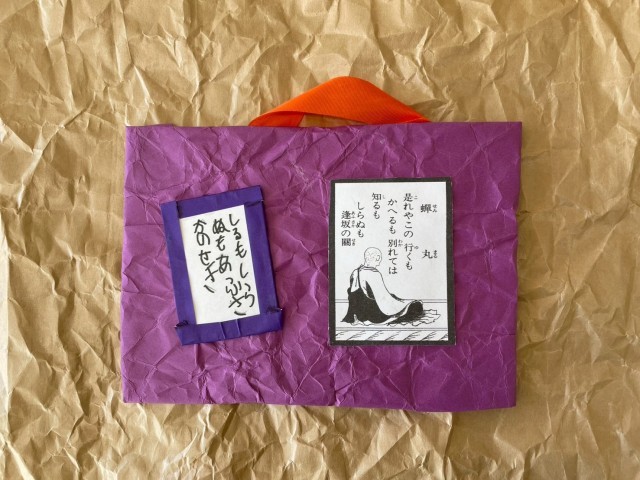 しるもしら
ぬもあふさ
かのせき
蟬丸
是れやこの行くも
かへるも別れては
知るも
しらぬも
逢坂の關